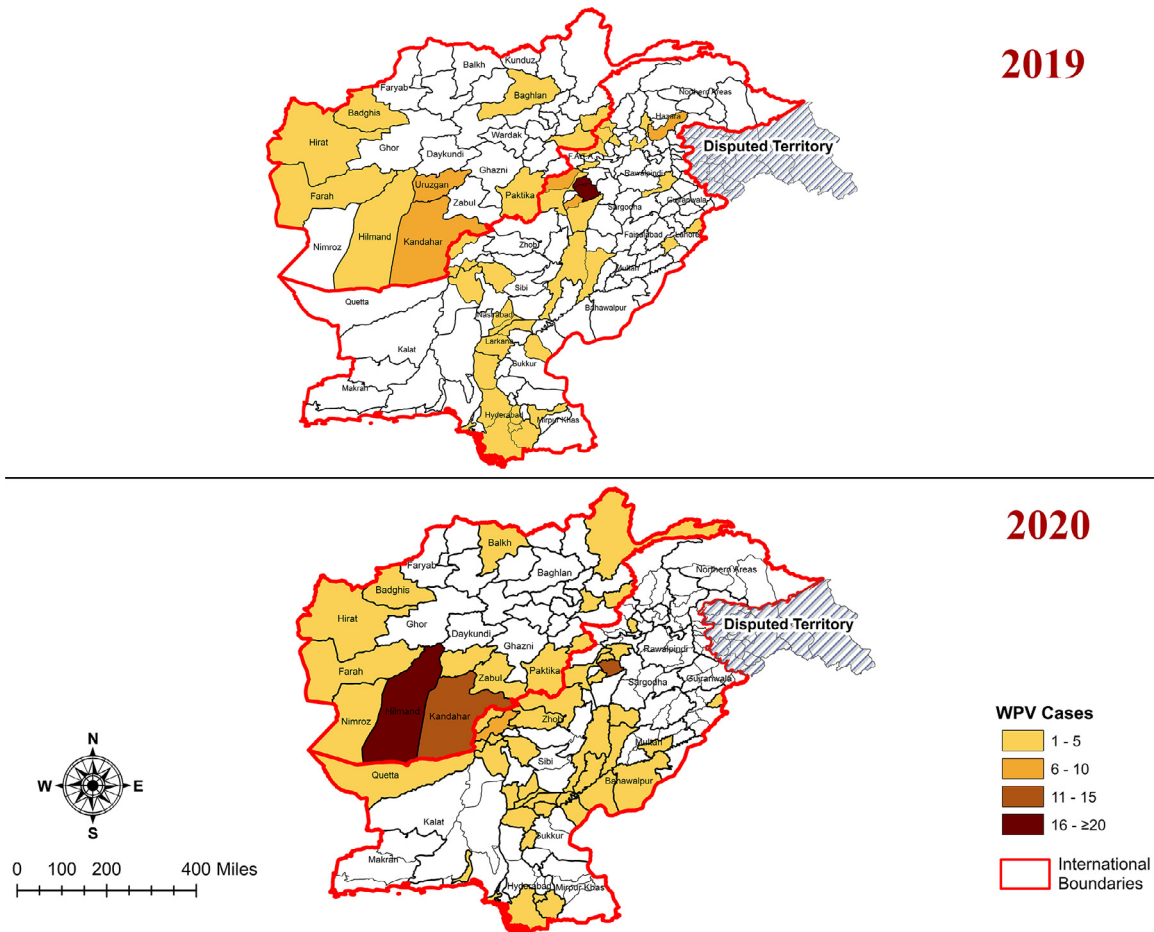 2019
Kunduz
Balkh
Faryab
Northern Areas
Baghlan
Badghis
Hazara
Hirat
Wardak
Disputed Territory
Ghor
Daykundi
F.A.T.A.
Ghazni
Rawalpindi
Uruzgan
Farah
Zabul
Paktika
Sargodha
Gujranwala
Hilmand
Kandahar
Nimroz
Zhob
Faisalabad
Lahore
Multan
Sibi
Quetta
Bahawalpur
Nasirabad
Larkana
Kalat
Sukkur
Makran
Hyderabad
Mirpur Khas
2020
Balkh
Faryab
Baghlan
Northern Areas
Badghis
Hirat
Ghor
Disputed Territory
Daykundi
Ghazni
Rawalpindi
Farah
Zabul
Paktika
Sargodha
Gujranwala
Hilmand
Kandahar
Nimroz
Zhob
Multan
Sibi
Quetta
Bahawalpur
Kalat
Sukkur
Makran
Hyderabad
Mirpur Khas
N
W
E
S
0 100 200 400 Miles
WPV Cases
1 - 5
6 - 10
11 - 15
16 - ≥20
International
Boundaries